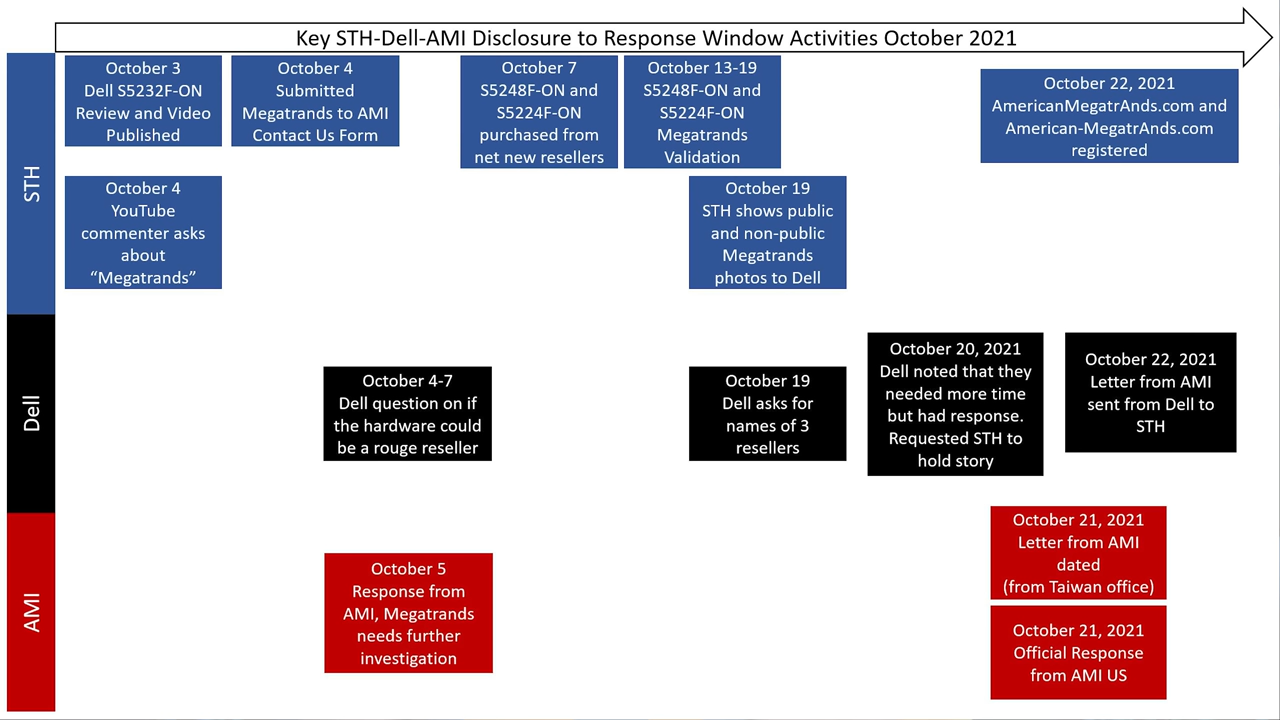 Key STH-Dell-AMI Disclosure to Response Window Activities October 2021
STH
October 3
Dell S5232F-ON
Review and Video
Published
October 4
Submitted
Megatrands to AMI
Contact Us Form
October 7
S5248F-ON and
S5224F-ON
purchased from
net new resellers
October 13-19
S5248F-ON and
S5224F-ON
Megatrands
Validation
October 22, 2021
AmericanMegatrAnds.com and
American-MegatrAnds.com
registered
October 4
YouTube
commenter asks
about
“Megatrands”
October 19
STH shows public
and non-public
Megatrands
photos to Dell
Dell
October 4-7
Dell question on if
the hardware could
be a rouge reseller
October 19
Dell asks for
names of 3
resellers
October 20, 2021
Dell noted that they
needed more time
but had response.
Requested STH to
hold story
October 22, 2021
Letter from AMI
sent from Dell to
STH
AMI
October 5
Response from
AMI, Megatrands
needs further
investigation
October 21, 2021
Letter from AMI
dated
(from Taiwan office)
October 21, 2021
Official Response
from AMI US